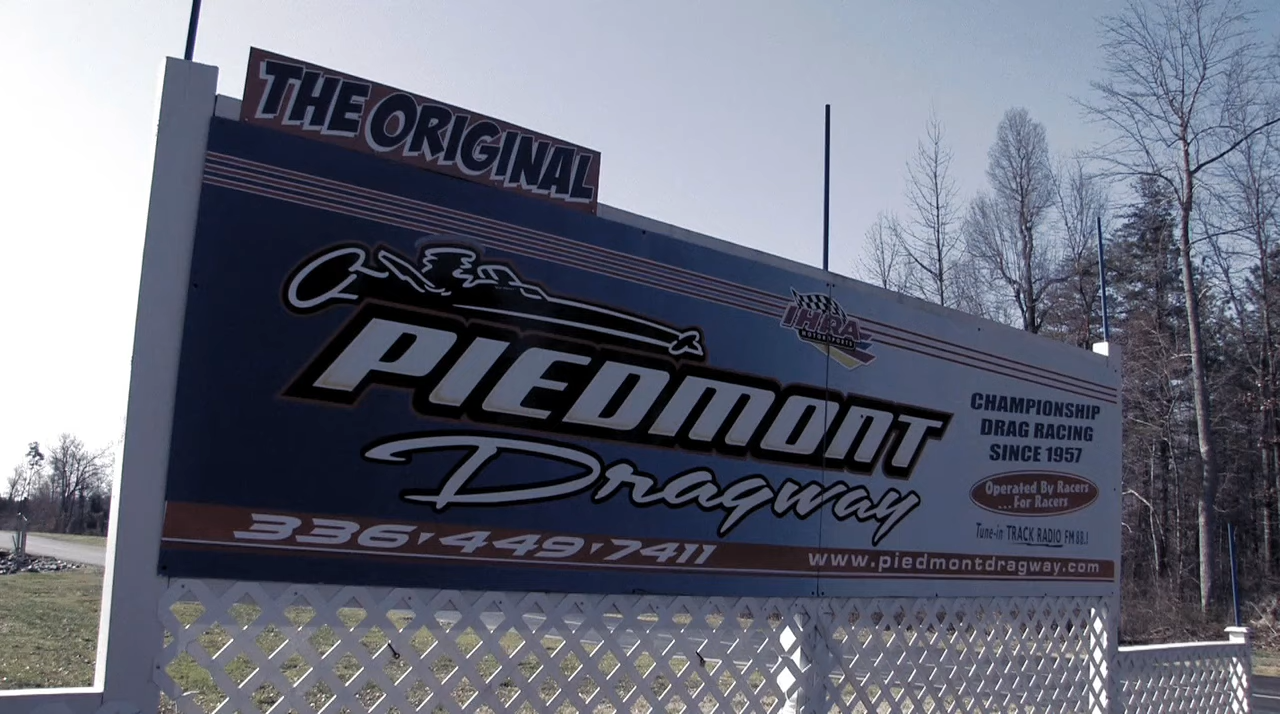 THE ORIGINAL
IHRA
MOTORSPORTS
PIEDMONT
Dragway
CHAMPIONSHIP
DRAG RACING
SINCE 1957
Operated By Racers
...For Racers
Tune-in TRACK RADIO FM 88.1
336'449'7411
www.piedmontdragway.com